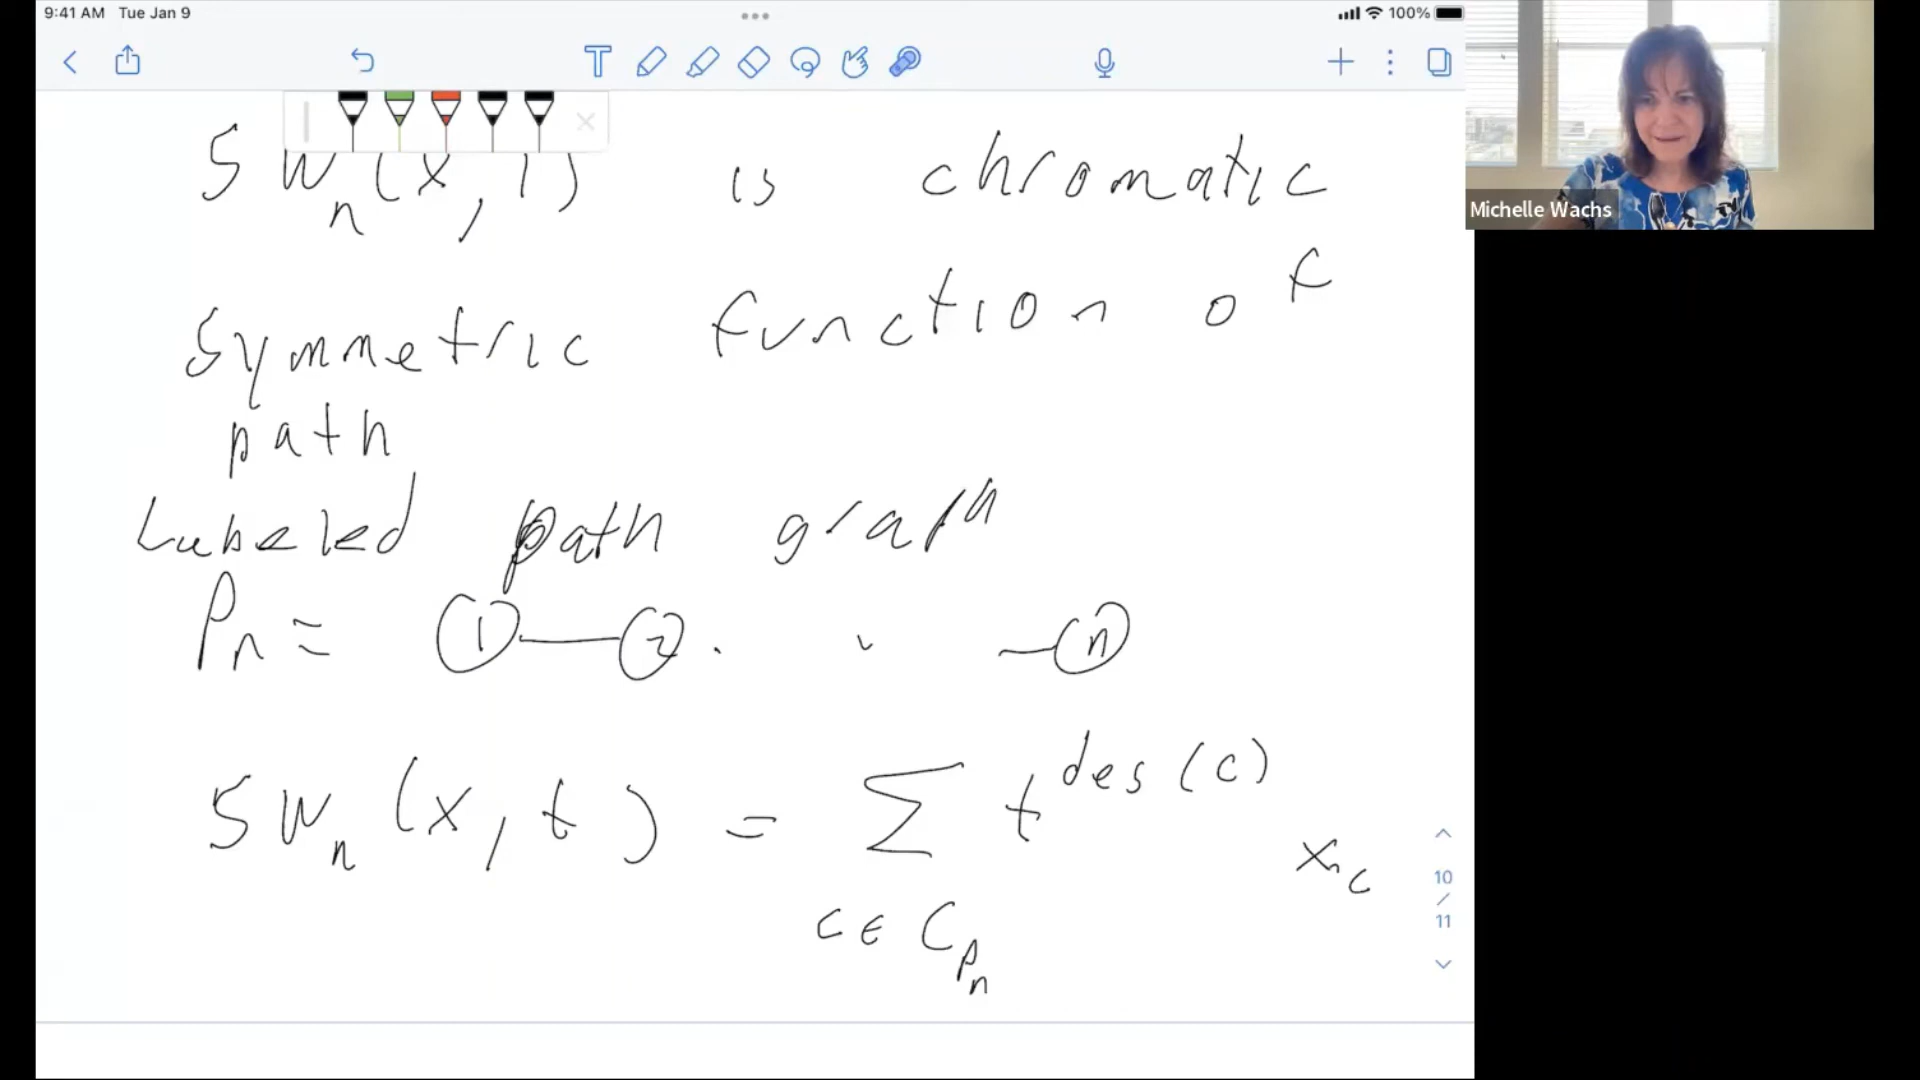 9:41 AM Tue Jan 9
100%
SW_n(x,1) is chromatic
symmetric function of
path
Labeled path graph
P_n = 1 — 2 . . — n
SW_n(x,t) = Σ t^{des(c)} x_c
c ∈ C_{P_n}
10
/
11
Michelle Wachs